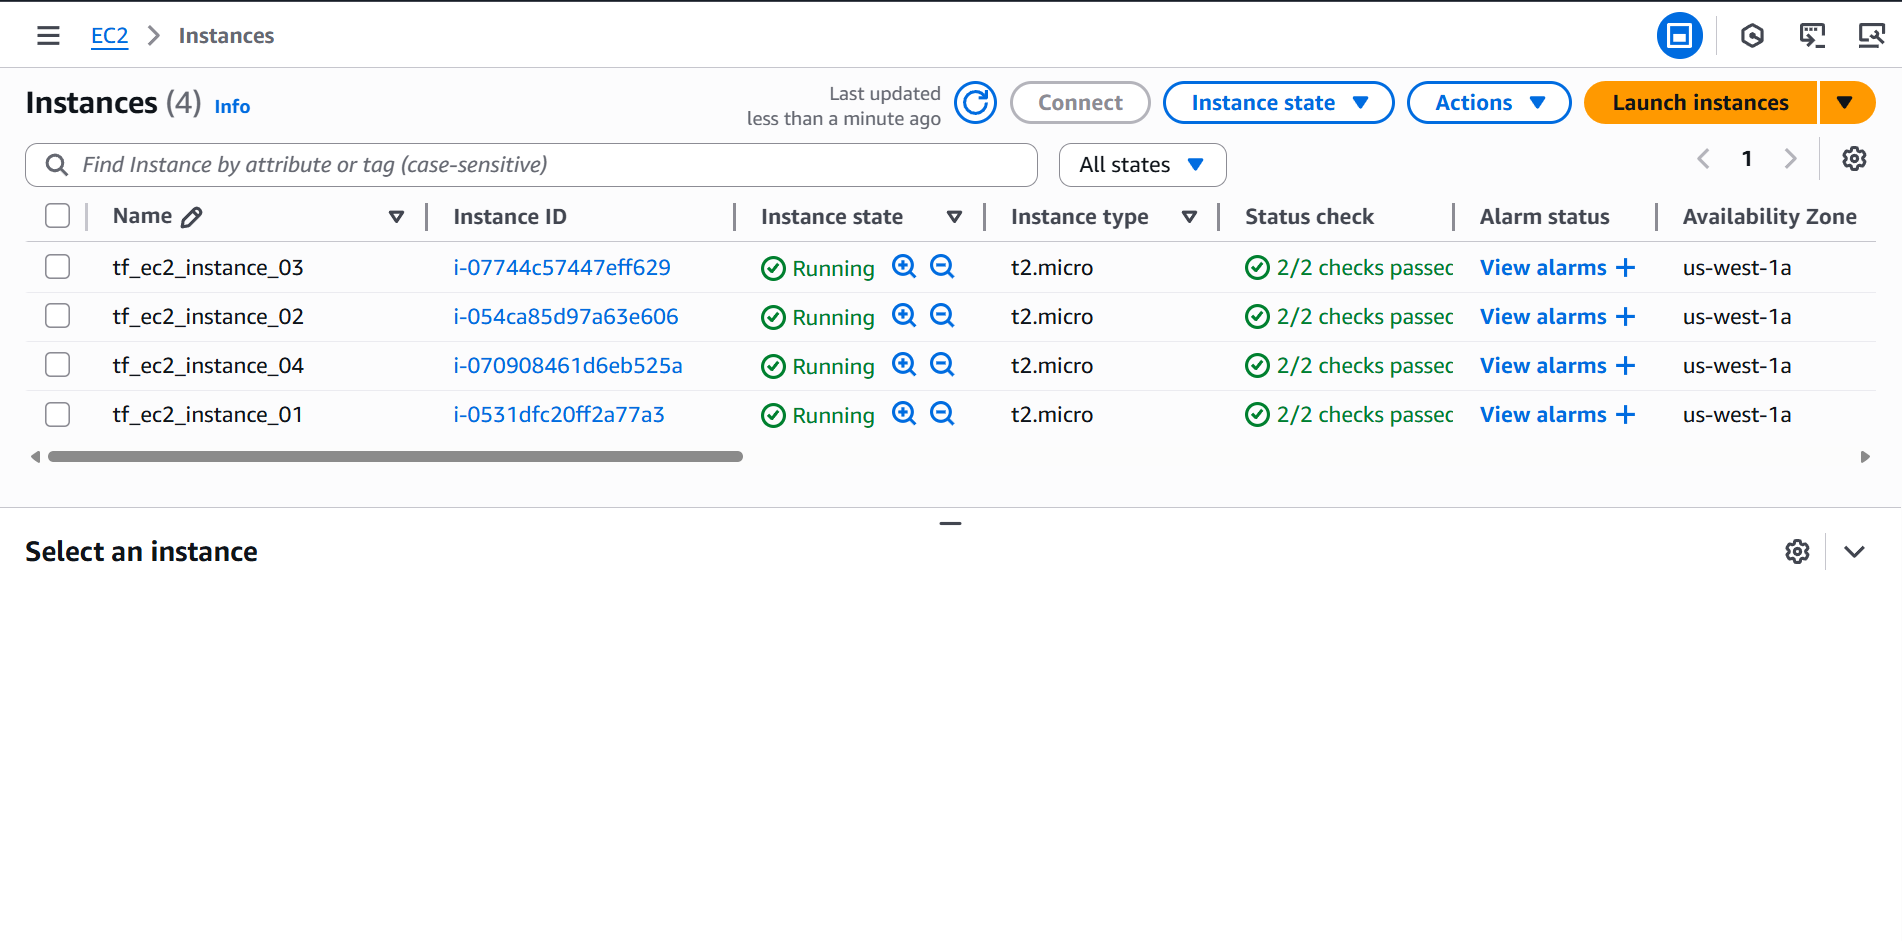 EC2 Instances
Instances (4) Info
Last updated
less than a minute ago
Connect Instance state Actions Launch instances
Find Instance by attribute or tag (case-sensitive) All states 1
Name Instance ID Instance state Instance type Status check Alarm status Availability Zone
tf_ec2_instance_03 i-07744c57447eff629 Running t2.micro 2/2 checks passec View alarms + us-west-1a
tf_ec2_instance_02 i-054ca85d97a63e606 Running t2.micro 2/2 checks passec View alarms + us-west-1a
tf_ec2_instance_04 i-070908461d6eb525a Running t2.micro 2/2 checks passec View alarms + us-west-1a
tf_ec2_instance_01 i-0531dfc20ff2a77a3 Running t2.micro 2/2 checks passec View alarms + us-west-1a
Select an instance